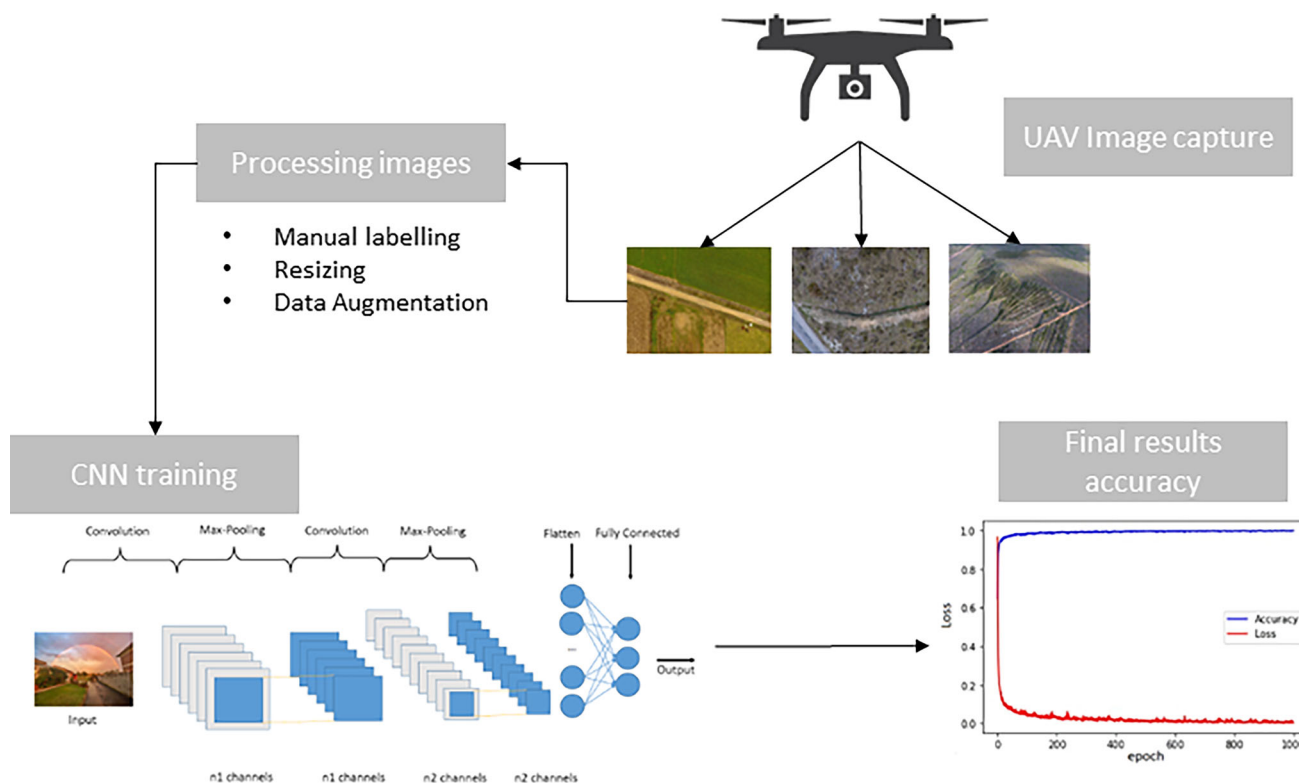 UAV Image capture
Processing images
• Manual labelling
• Resizing
• Data Augmentation
CNN training
Convolution
Max-Pooling
Convolution
Max-Pooling
Flatten
Fully Connected
Input
...
Output
n1 channels
n1 channels
n2 channels
n2 channels
Final results
accuracy
1.0
0.8
0.6
0.4
0.2
0.0
Loss
Accuracy
Loss
0
200
400
600
800
1000
epoch